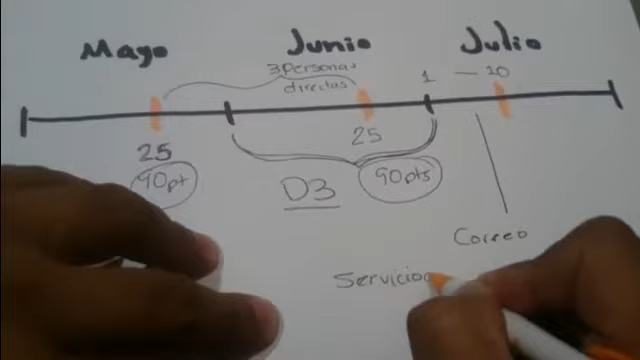 Mayo Junio Julio
3 Personas
directas
1 — 10
25 25
90pt D3 90pts
Correo
Servicio